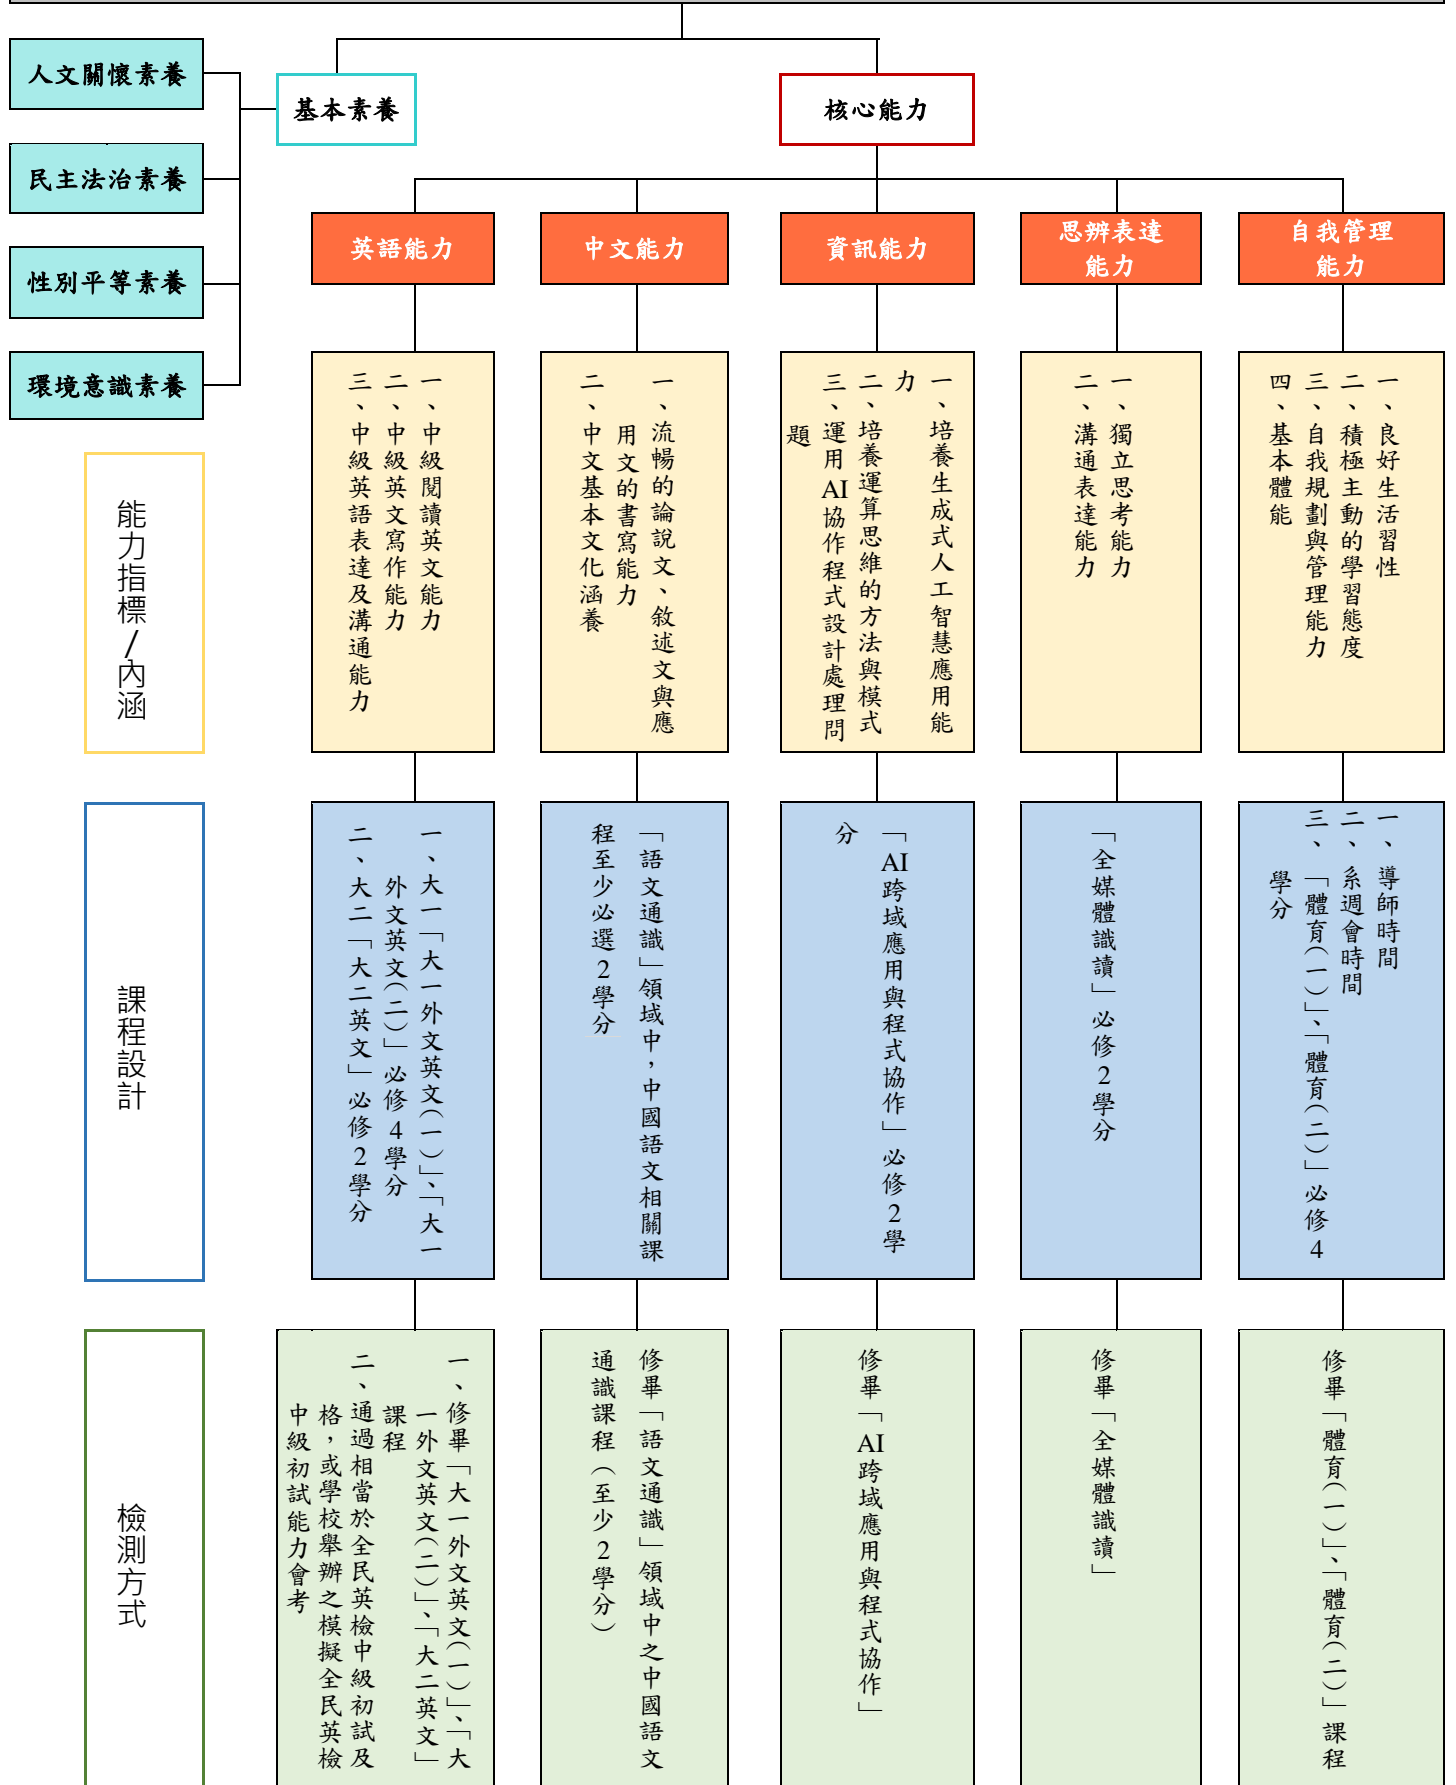 人文關懷素養
民主法治素養
性別平等素養
環境意識素養
基本素養
核心能力
英語能力
中文能力
資訊能力
思辨表達
能力
自我管理
能力
能力指標/內涵
一、中級閱讀英文能力
二、中級英文寫作能力
三、中級英語表達及溝通能力
一、流暢的論說文、敘述文與應
用文的書寫能力
二、中文基本文化涵養
一、培養生成式人工智慧應用能
力
二、培養運算思維的方法與模式
三、運用AI協作程式設計處理問
題
一、獨立思考能力
二、溝通表達能力
一、良好生活習性
二、積極主動的學習態度
三、自我規劃與管理能力
四、基本體能
課程設計
一、大一「大一外文英文(一)」、「大一
外文英文(二)」必修4學分
二、大二「大二英文」必修2學分
「語文通識」領域中，中國語文相關課
程至少必選2學分
「AI跨域應用與程式協作」必修2學
分
「全媒體識讀」必修2學分
一、導師時間
二、系週會時間
三、「體育(一)」、「體育(二)」必修4
學分
檢測方式
一、修畢「大一外文英文(一)」、「大
一外文英文(二)」、「大二英文」
課程
二、通過相當於全民英檢中級初試及
格，或學校舉辦之模擬全民英檢
中級初試能力會考
修畢「語文通識」領域中之中國語文
通識課程(至少2學分)
修畢「AI跨域應用與程式協作」
修畢「全媒體識讀」
修畢「體育(一)」、「體育(二)」課程